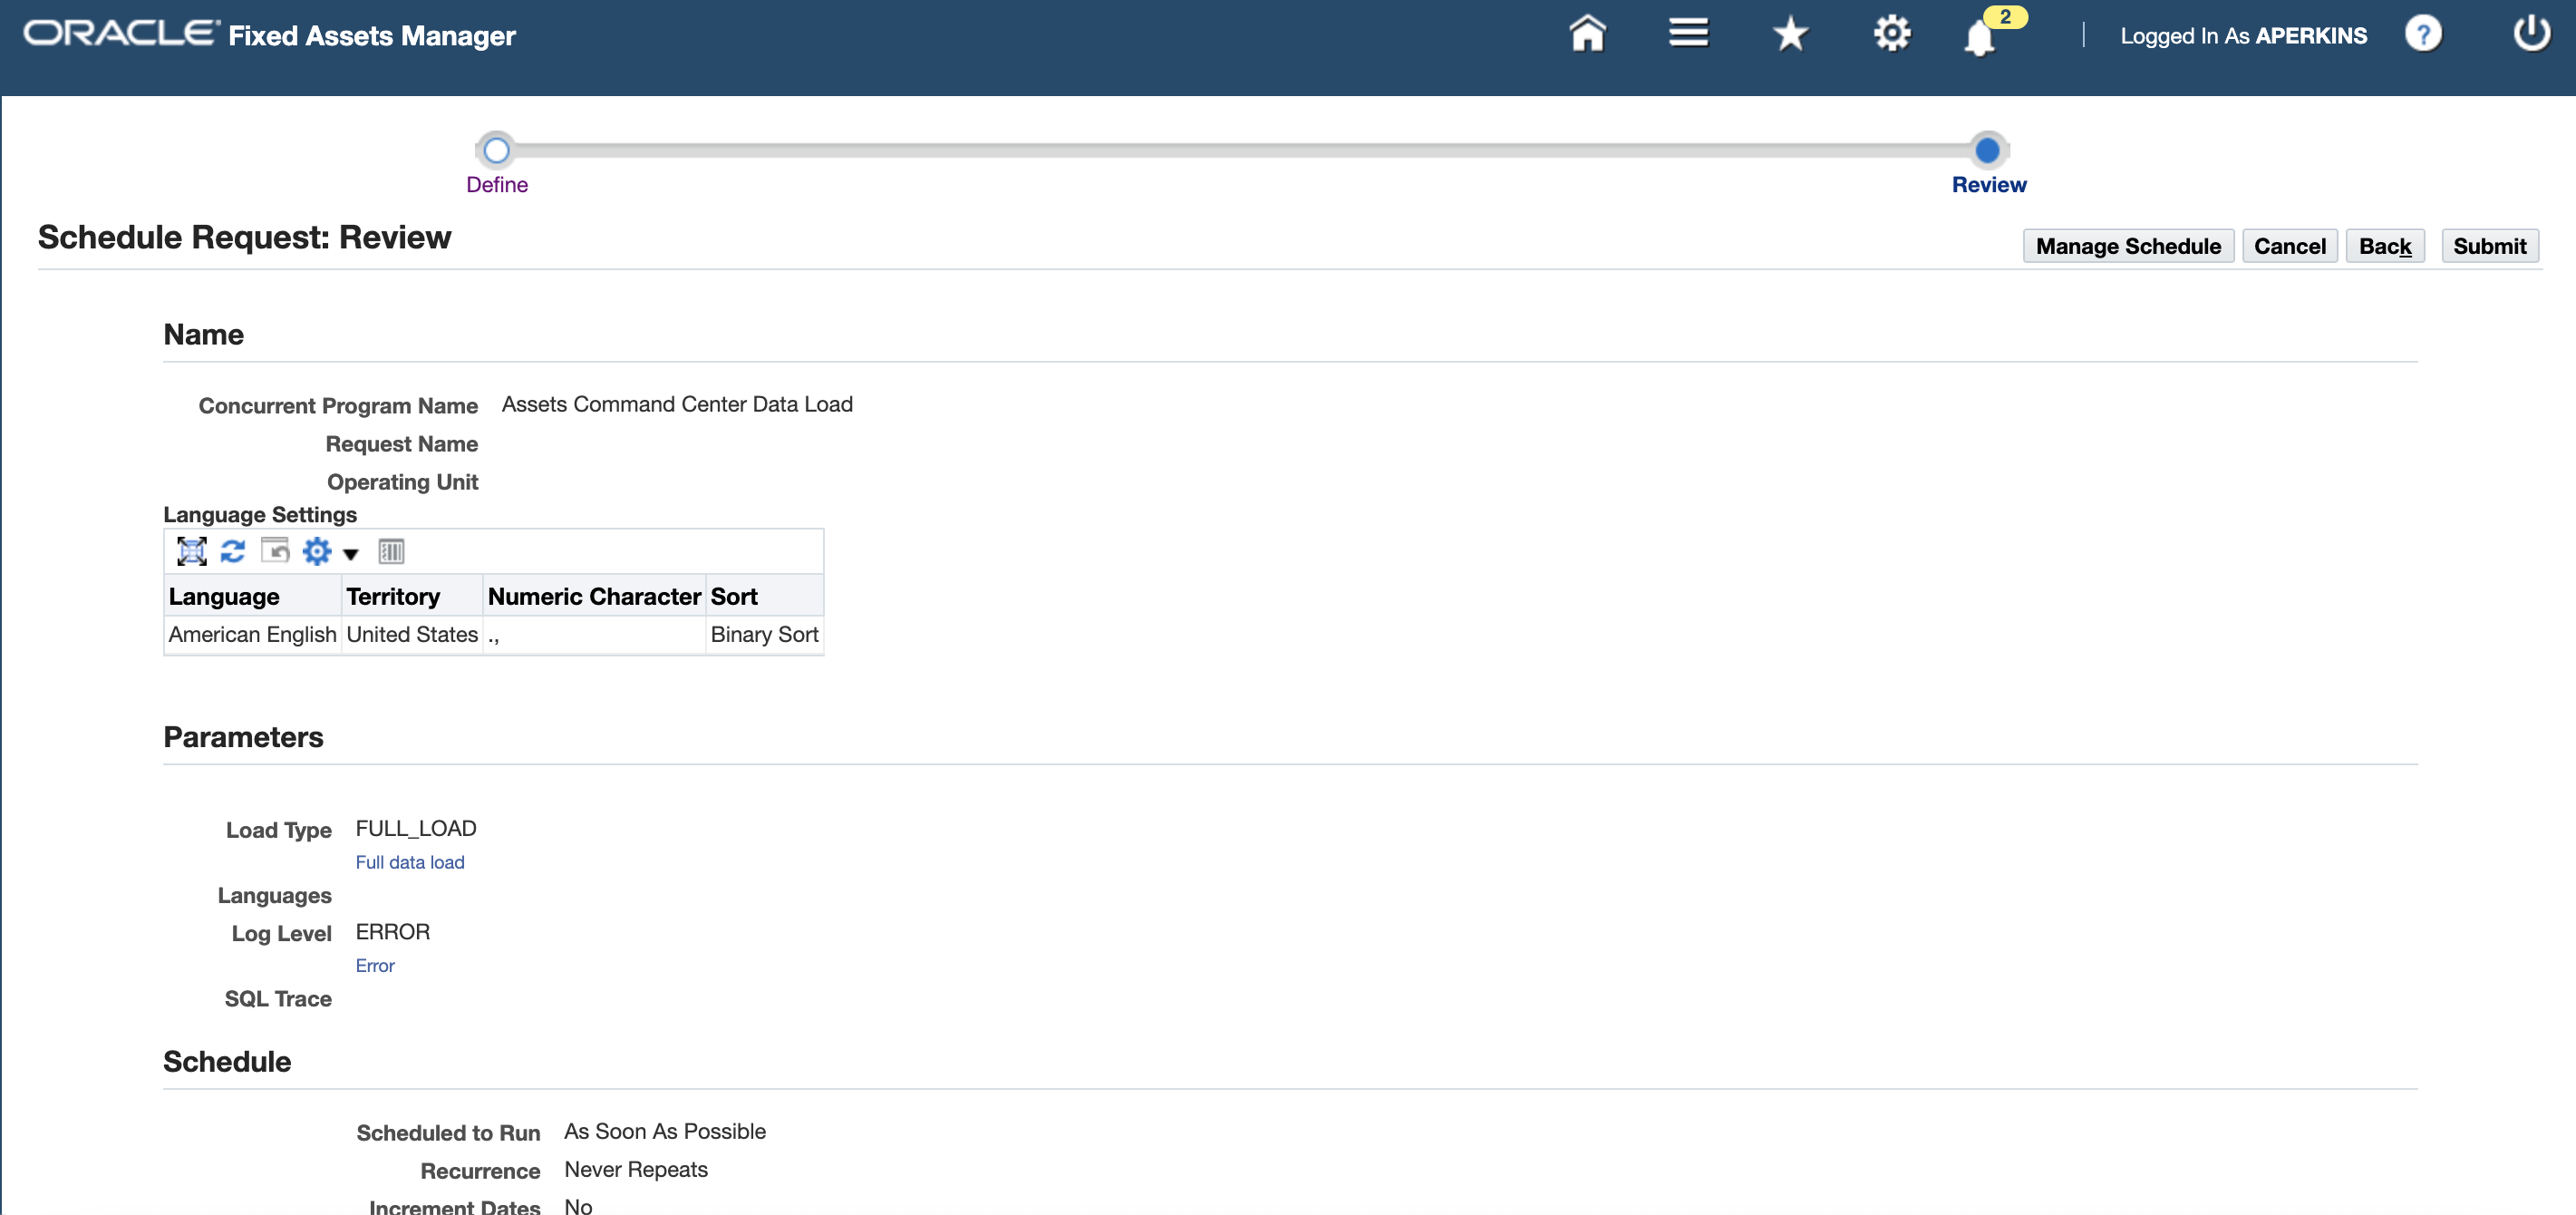 ORACLE Fixed Assets Manager
2
Logged In As APERKINS
?
Define
Review
Schedule Request: Review
Manage Schedule Cancel Back Submit
Name
Concurrent Program Name Assets Command Center Data Load
Request Name
Operating Unit
Language Settings
Language Territory Numeric Character Sort
American English United States ., Binary Sort
Parameters
Load Type FULL_LOAD
Full data load
Languages
Log Level ERROR
Error
SQL Trace
Schedule
Scheduled to Run As Soon As Possible
Recurrence Never Repeats
Increment Dates No